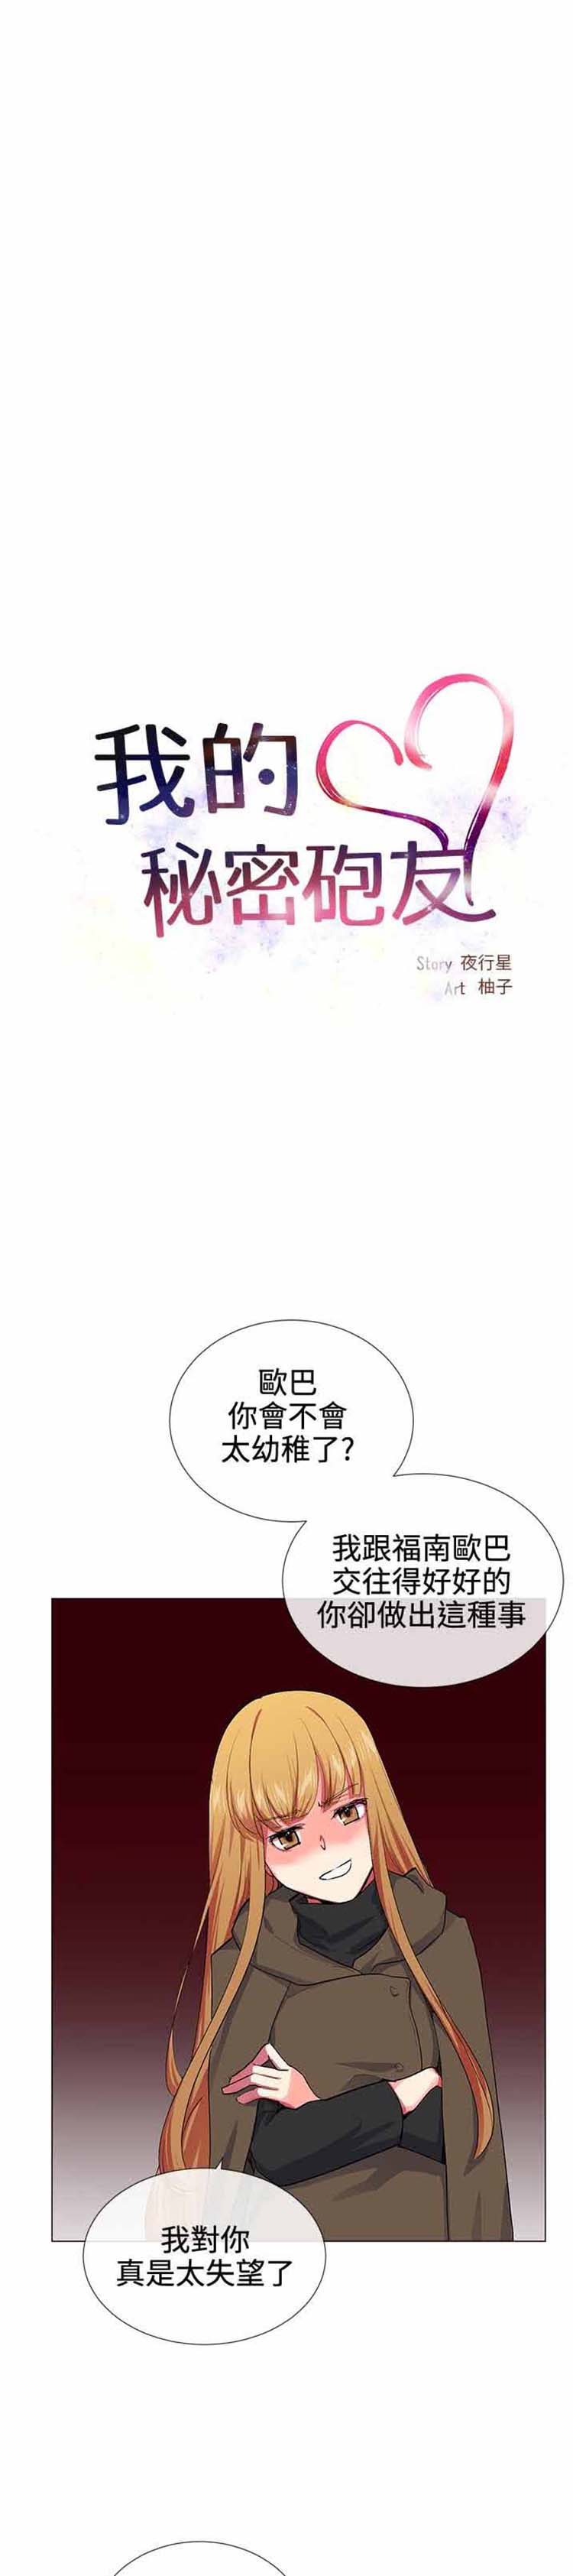 我的
秘密砲友
Story 夜行星
Art 柚子
歐巴
你會不會
太幼稚了?
我跟福南歐巴
交往得好好的
你卻做出這種事
我對你
真是太失望了